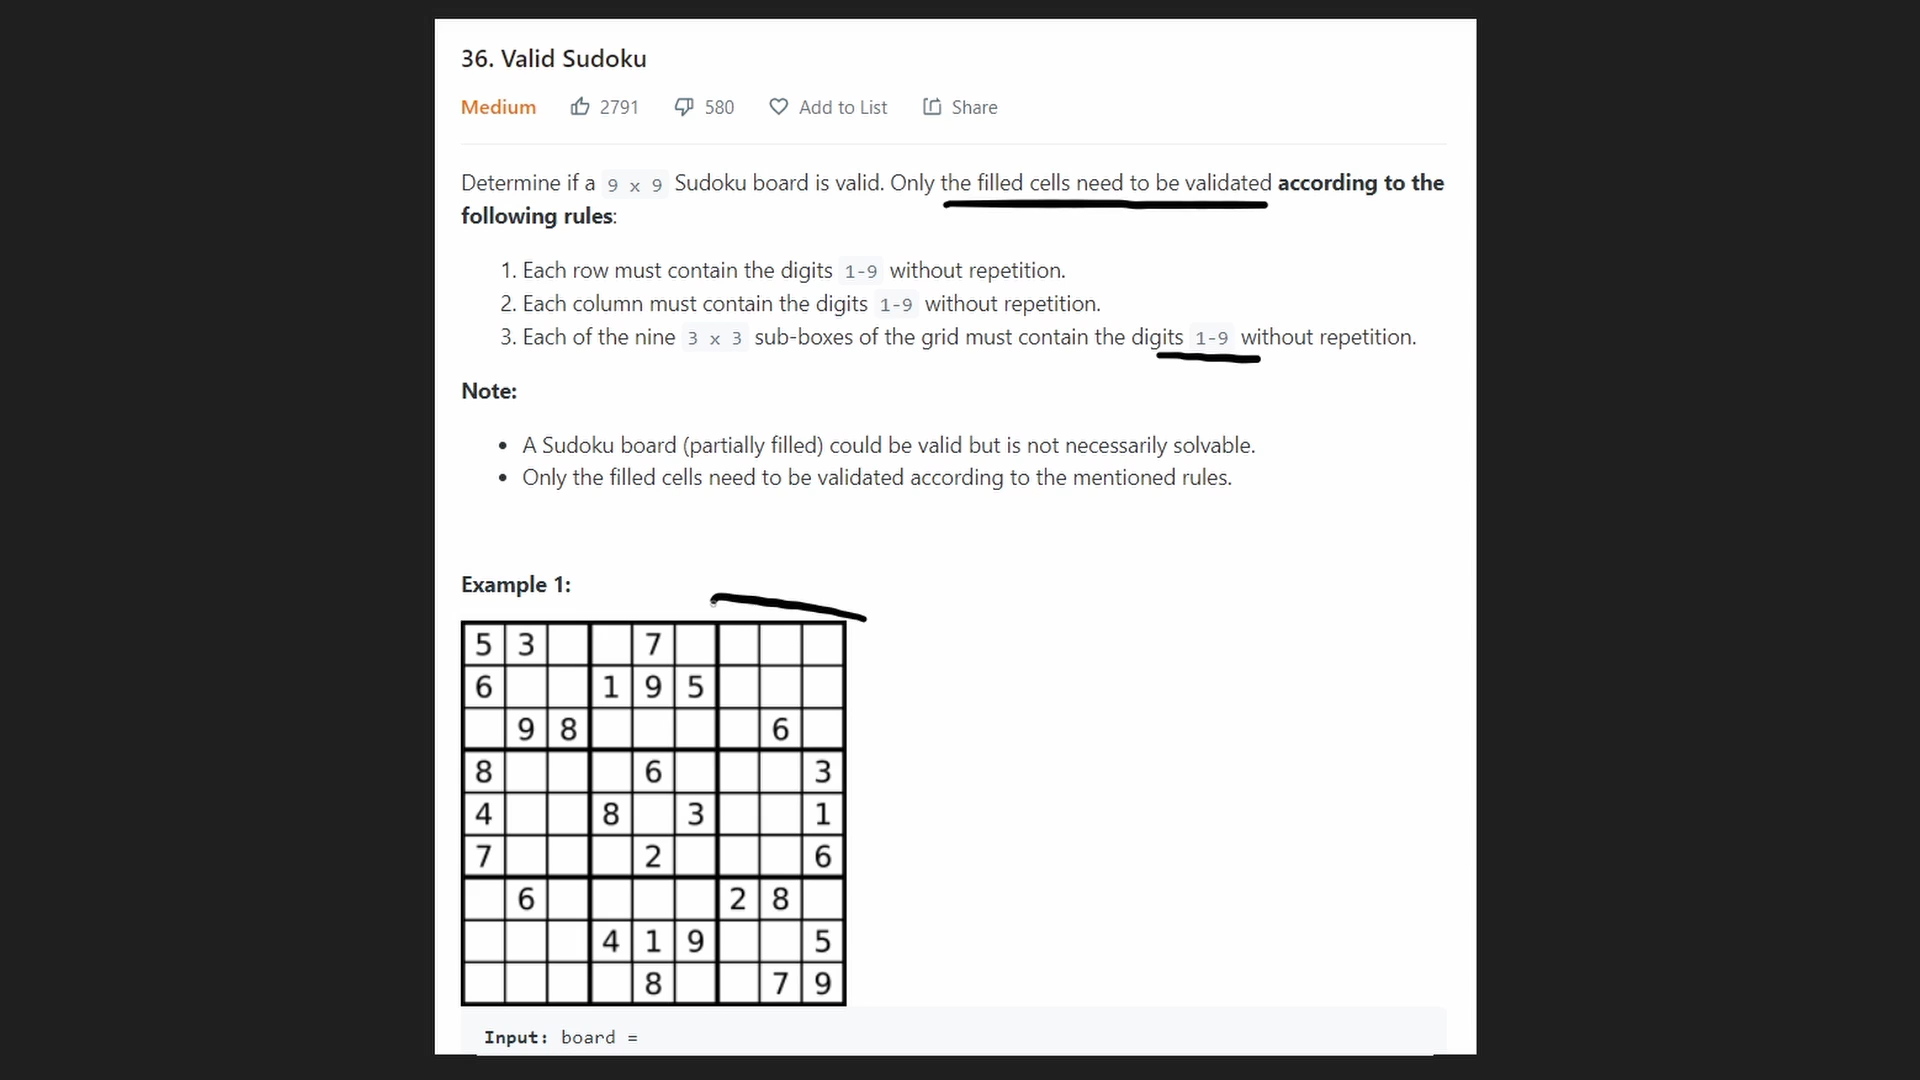 36. Valid Sudoku
Medium 2791 580 Add to List Share
Determine if a 9 x 9 Sudoku board is valid. Only the filled cells need to be validated according to the
following rules:
1. Each row must contain the digits 1-9 without repetition.
2. Each column must contain the digits 1-9 without repetition.
3. Each of the nine 3 x 3 sub-boxes of the grid must contain the digits 1-9 without repetition.
Note:
• A Sudoku board (partially filled) could be valid but is not necessarily solvable.
• Only the filled cells need to be validated according to the mentioned rules.
Example 1:
5 3 7
6 1 9 5
9 8 6
8 6 3
4 8 3 1
7 2 6
6 2 8
4 1 9 5
8 7 9
Input: board =